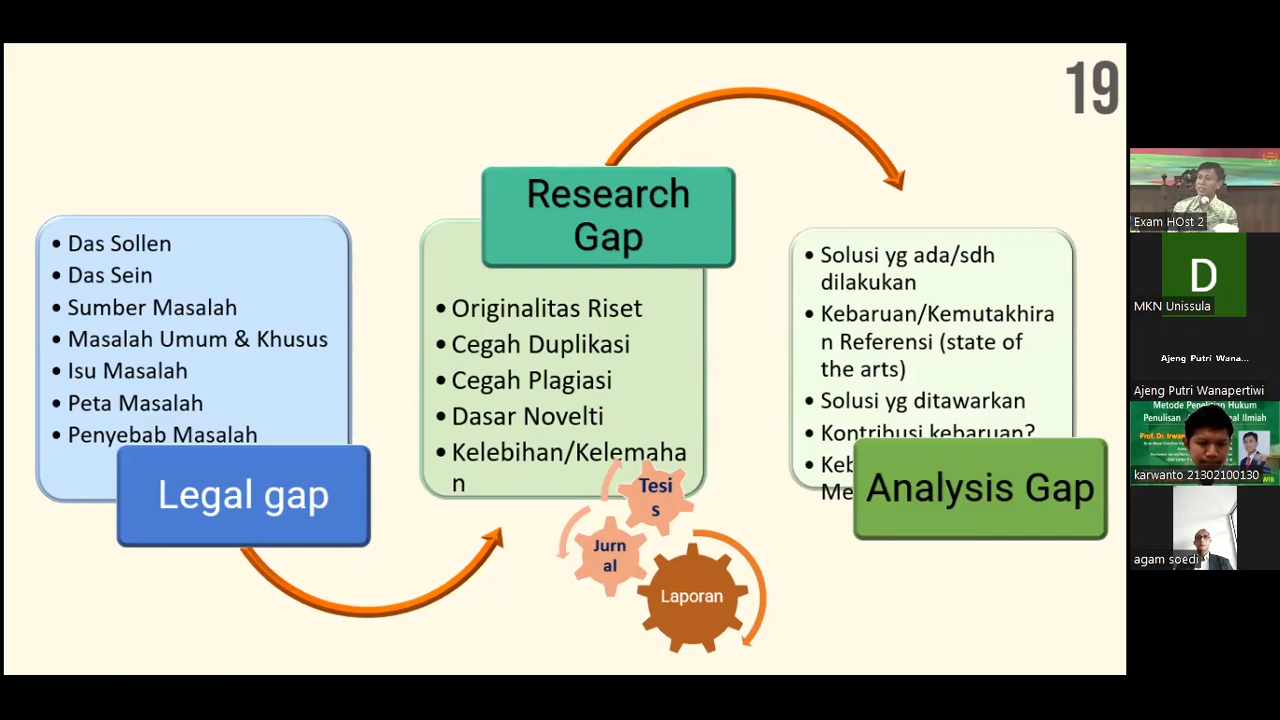 19
• Das Sollen
• Das Sein
• Sumber Masalah
• Masalah Umum & Khusus
• Isu Masalah
• Peta Masalah
• Penyebab Masalah
Legal gap
Research
Gap
• Originalitas Riset
• Cegah Duplikasi
• Cegah Plagiasi
• Dasar Novelti
• Kelebihan/Kelemaha
n
Tesi
s
Jurn
al
Laporan
• Solusi yg ada/sdh
dilakukan
• Kebaruan/Kemutakhira
n Referensi (state of
the arts)
• Solusi yg ditawarkan
• Kontribusi kebaruan?
•
Analysis Gap
Exam HOst 2
D
MKN Unissula
Ajeng Putri Wana...
Ajeng Putri Wanapertiwi
Metode Penelitian Hukum
Penulisan
Ilmiah
Prof. Dr.
karwanto 21302100130
WIB
agam soedi